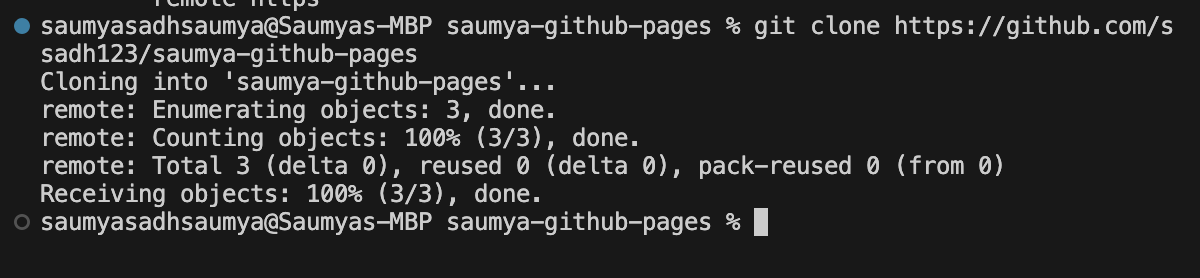 remote https
saumyasadhsaumya@Saumyas-MBP saumya-github-pages % git clone https://github.com/s
sadh123/saumya-github-pages
Cloning into 'saumya-github-pages'...
remote: Enumerating objects: 3, done.
remote: Counting objects: 100% (3/3), done.
remote: Total 3 (delta 0), reused 0 (delta 0), pack-reused 0 (from 0)
Receiving objects: 100% (3/3), done.
saumyasadhsaumya@Saumyas-MBP saumya-github-pages %